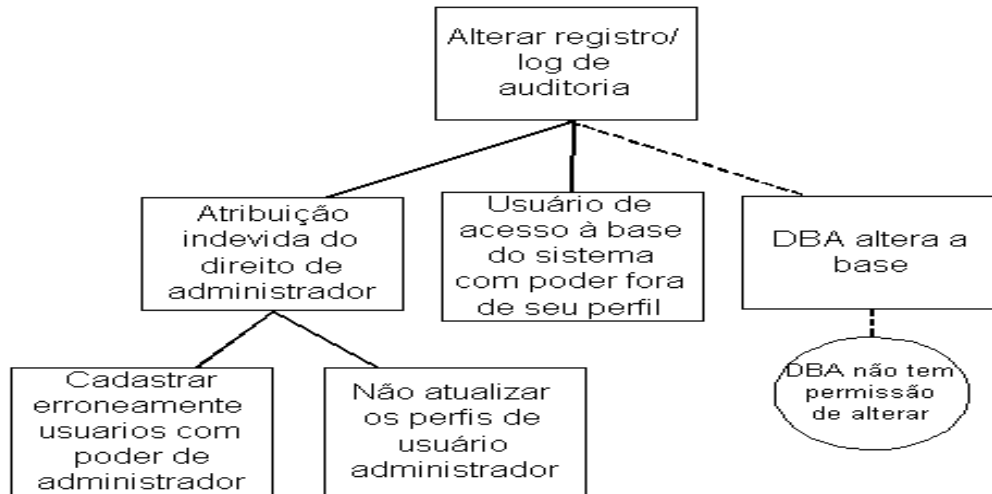 Alterar registro/
log de
auditoria
Atribuição
indevida do
direito de
administrador
Usuário de
acesso à base
do sistema
com poder fora
de seu perfil
DBA altera a
base
Cadastrar
erroneamente
usuarios com
poder de
administrador
Não atualizar
os perfis de
usuário
administrador
DBA não tem
permissão
de alterar